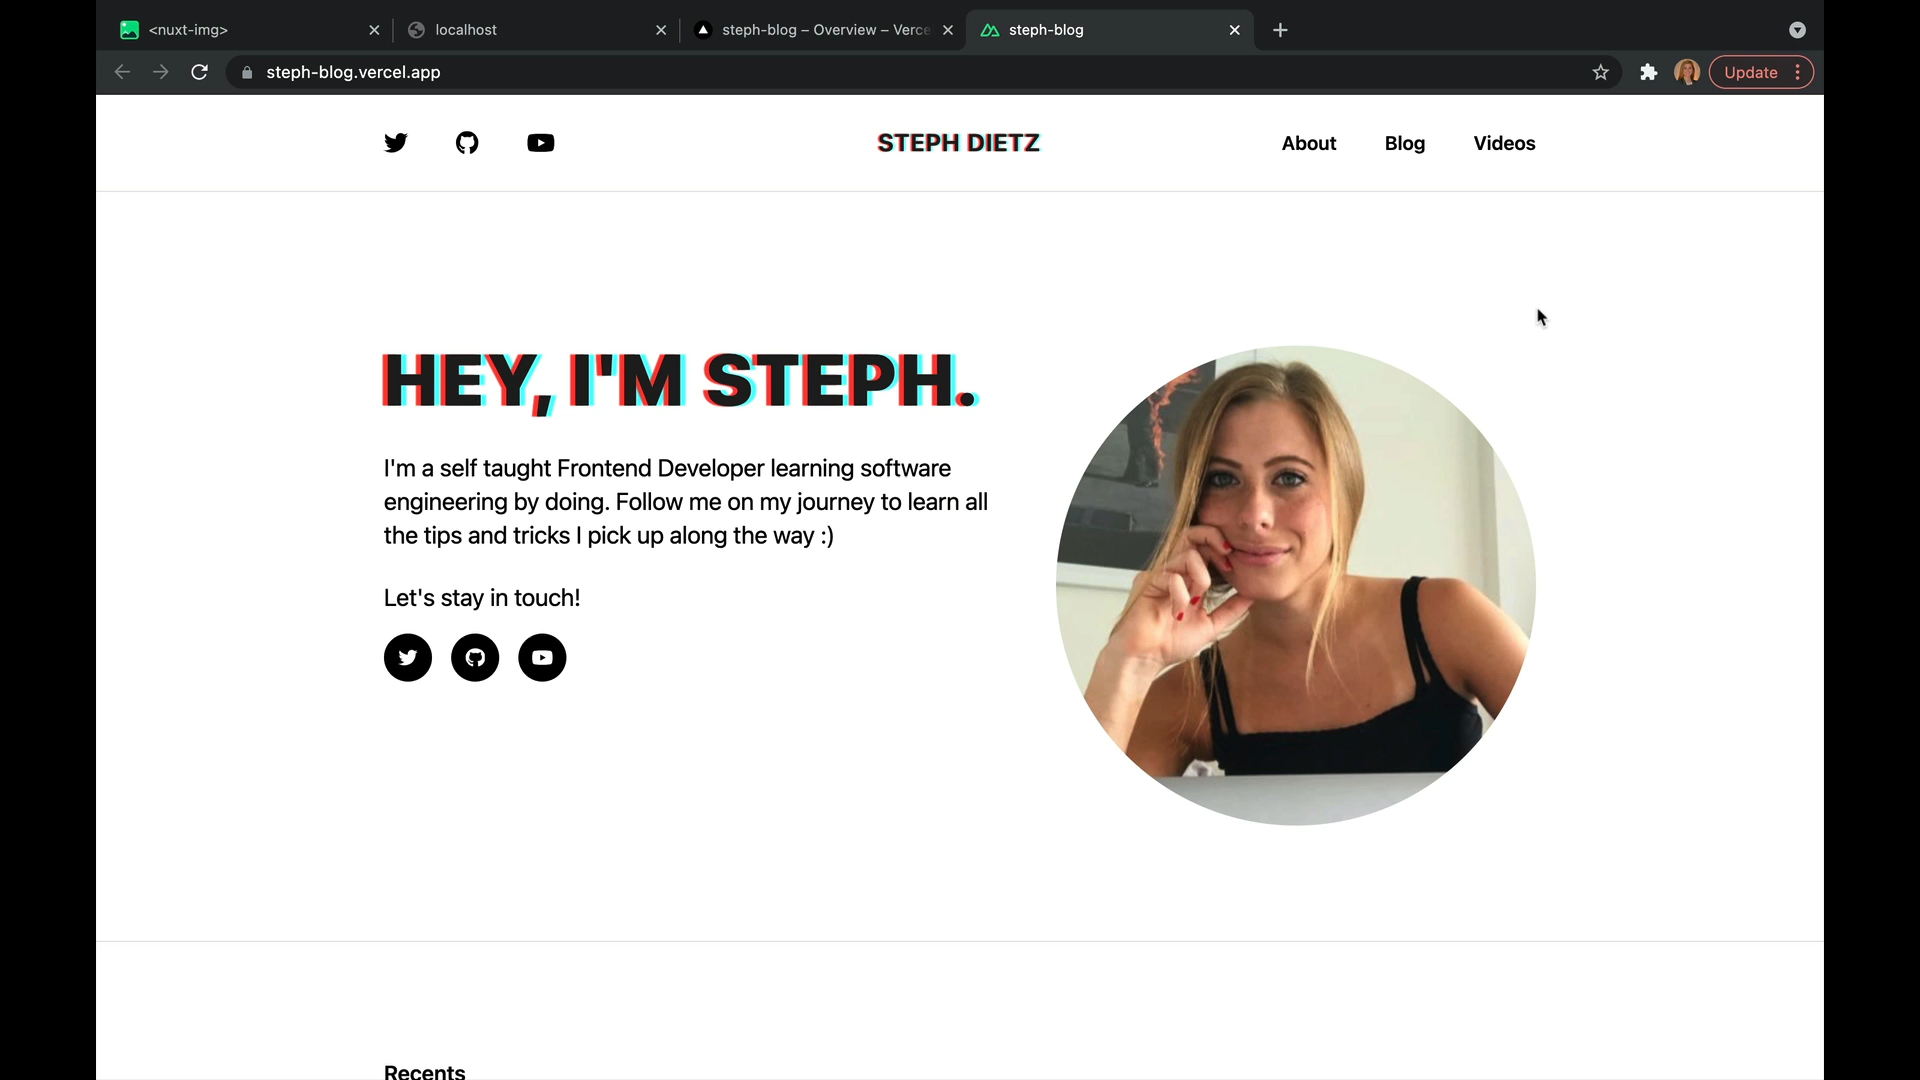 <nuxt-img>
localhost
steph-blog – Overview – Verce
steph-blog
steph-blog.vercel.app
Update
STEPH DIETZ
About
Blog
Videos
HEY, I'M STEPH.
I'm a self taught Frontend Developer learning software
engineering by doing. Follow me on my journey to learn all
the tips and tricks I pick up along the way :)
Let's stay in touch!
Recents